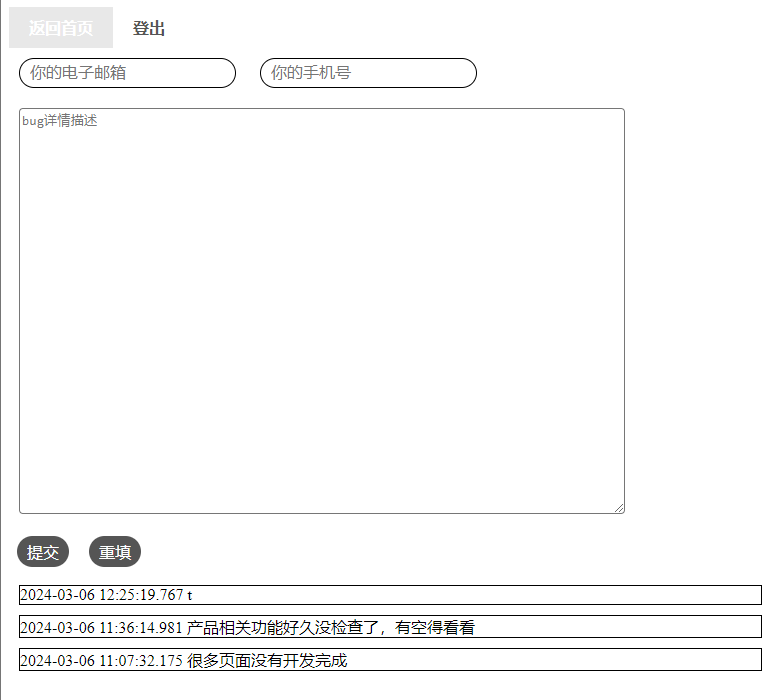 返回首页 登出
你的电子邮箱 你的手机号
bug详情描述
提交 重填
2024-03-06 12:25:19.767 t
2024-03-06 11:36:14.981 产品相关功能好久没检查了，有空得看看
2024-03-06 11:07:32.175 很多页面没有开发完成